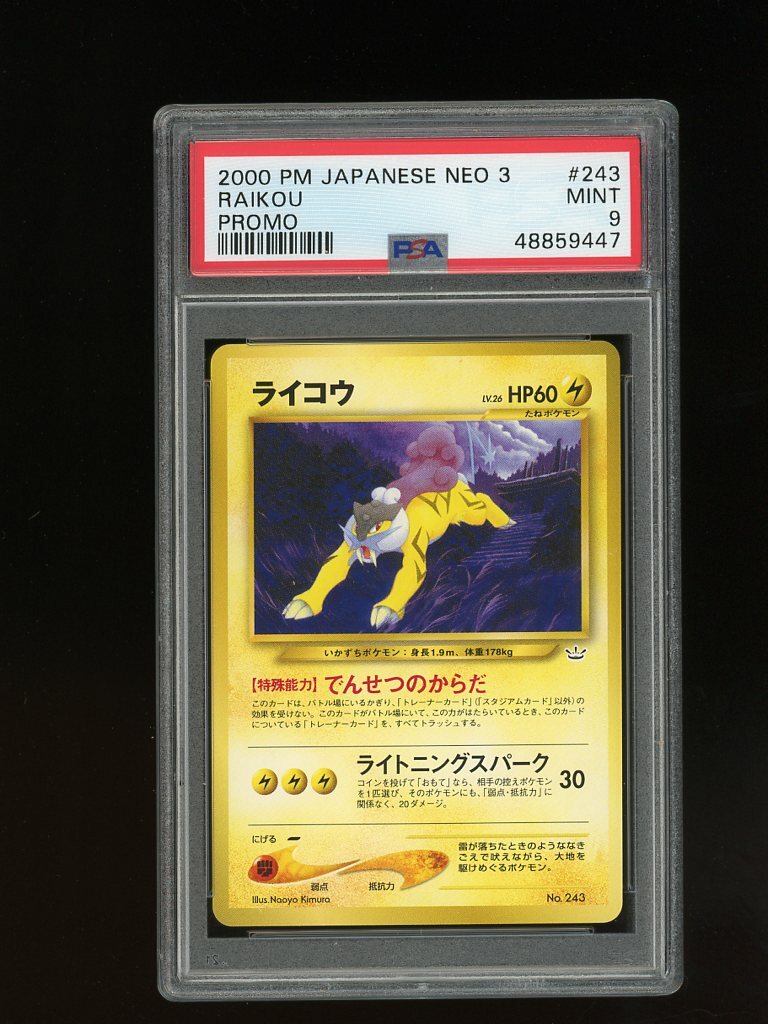 2000 PM JAPANESE NEO 3 #243
RAIKOU MINT
PROMO 9
PSA 48859447
ライコウ LV.26 HP60
たねポケモン
いかずちポケモン：身長1.9m、体重178kg
【特殊能力】でんせつのからだ
このカードは、バトル場にいるかぎり、「トレーナーカード」（「スタジアムカード」以外）の
効果を受けない。このカードがバトル場にいて、この力がはたらいているとき、このカード
についている「トレーナーカード」を、すべてトラッシュする。
ライトニングスパーク 30
コインを投げて「おもて」なら、相手の控えポケモン
を1匹選び、そのポケモンにも、「弱点・抵抗力」に
関係なく、20ダメージ。
にげる
雷が落ちたときのようななき
ごえで吠えながら、大地を
駆けめぐるポケモン。
弱点 抵抗力
Illus.Naoyo Kimura No. 243